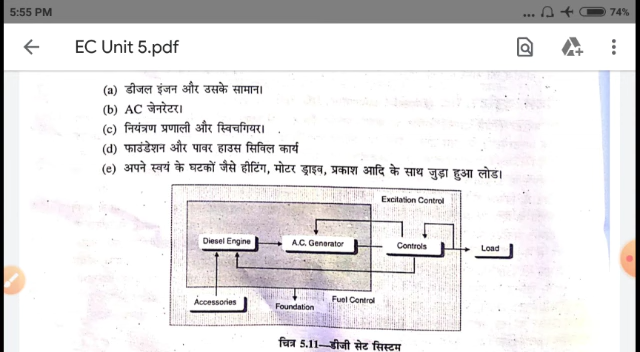 5:55 PM
... 74%
EC Unit 5.pdf
(a) डीजल इंजन और उसके सामान।
(b) AC जेनरेटर।
(c) नियंत्रण प्रणाली और स्विचगियर।
(d) फाउंडेशन और पावर हाउस सिविल कार्य
(e) अपने स्वयं के घटकों जैसे हीटिंग, मोटर ड्राइव, प्रकाश आदि के साथ जुड़ा हुआ लोड।
Excitation Control
Diesel Engine
A.C. Generator
Controls
Load
Accessories
Foundation
Fuel Control
चित्र 5.11—डीजी सेट सिस्टम